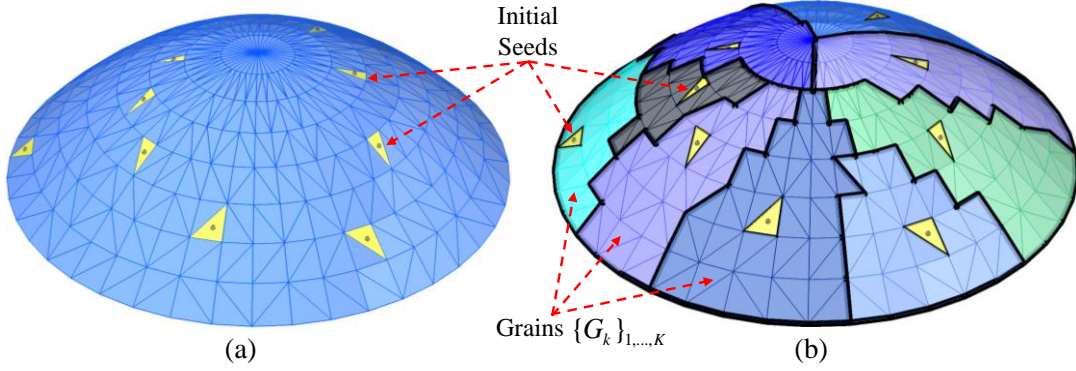 Initial
Seeds
Grains {G_k}_{1,...,K}
(a)
(b)